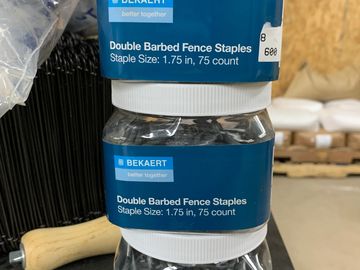 BEKAERT
better together
Double Barbed Fence Staples
Staple Size: 1.75 in, 75 count
B
600
BEKAERT
better together
Double Barbed Fence Staples
Staple Size: 1.75 in, 75 count